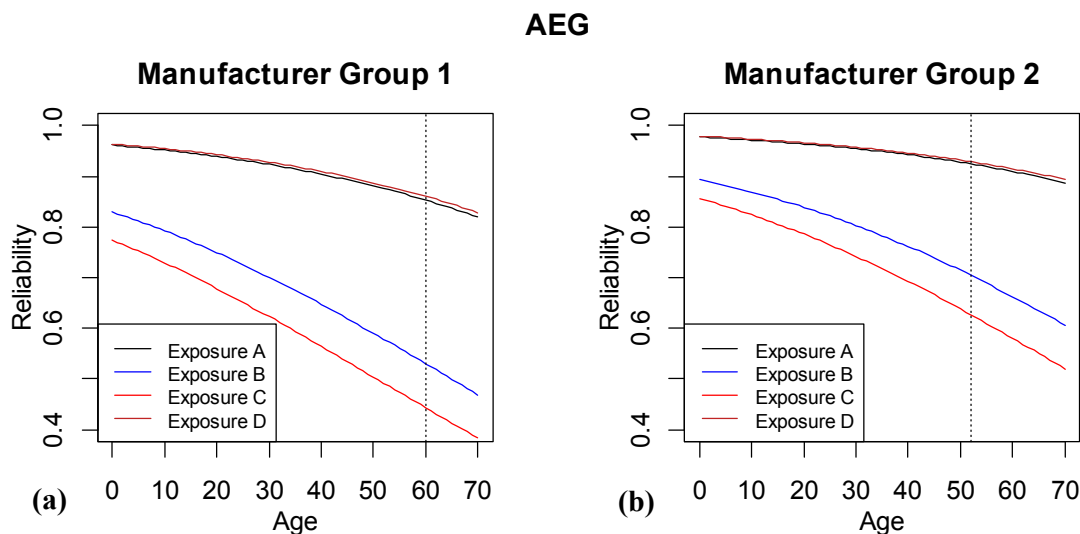 AEG
Manufacturer Group 1
Reliability
1.0
0.8
0.6
0.4
Exposure A
Exposure B
Exposure C
Exposure D
0 10 20 30 40 50 60 70
Age
(a)
Manufacturer Group 2
Reliability
1.0
0.8
0.6
0.4
Exposure A
Exposure B
Exposure C
Exposure D
0 10 20 30 40 50 60 70
Age
(b)